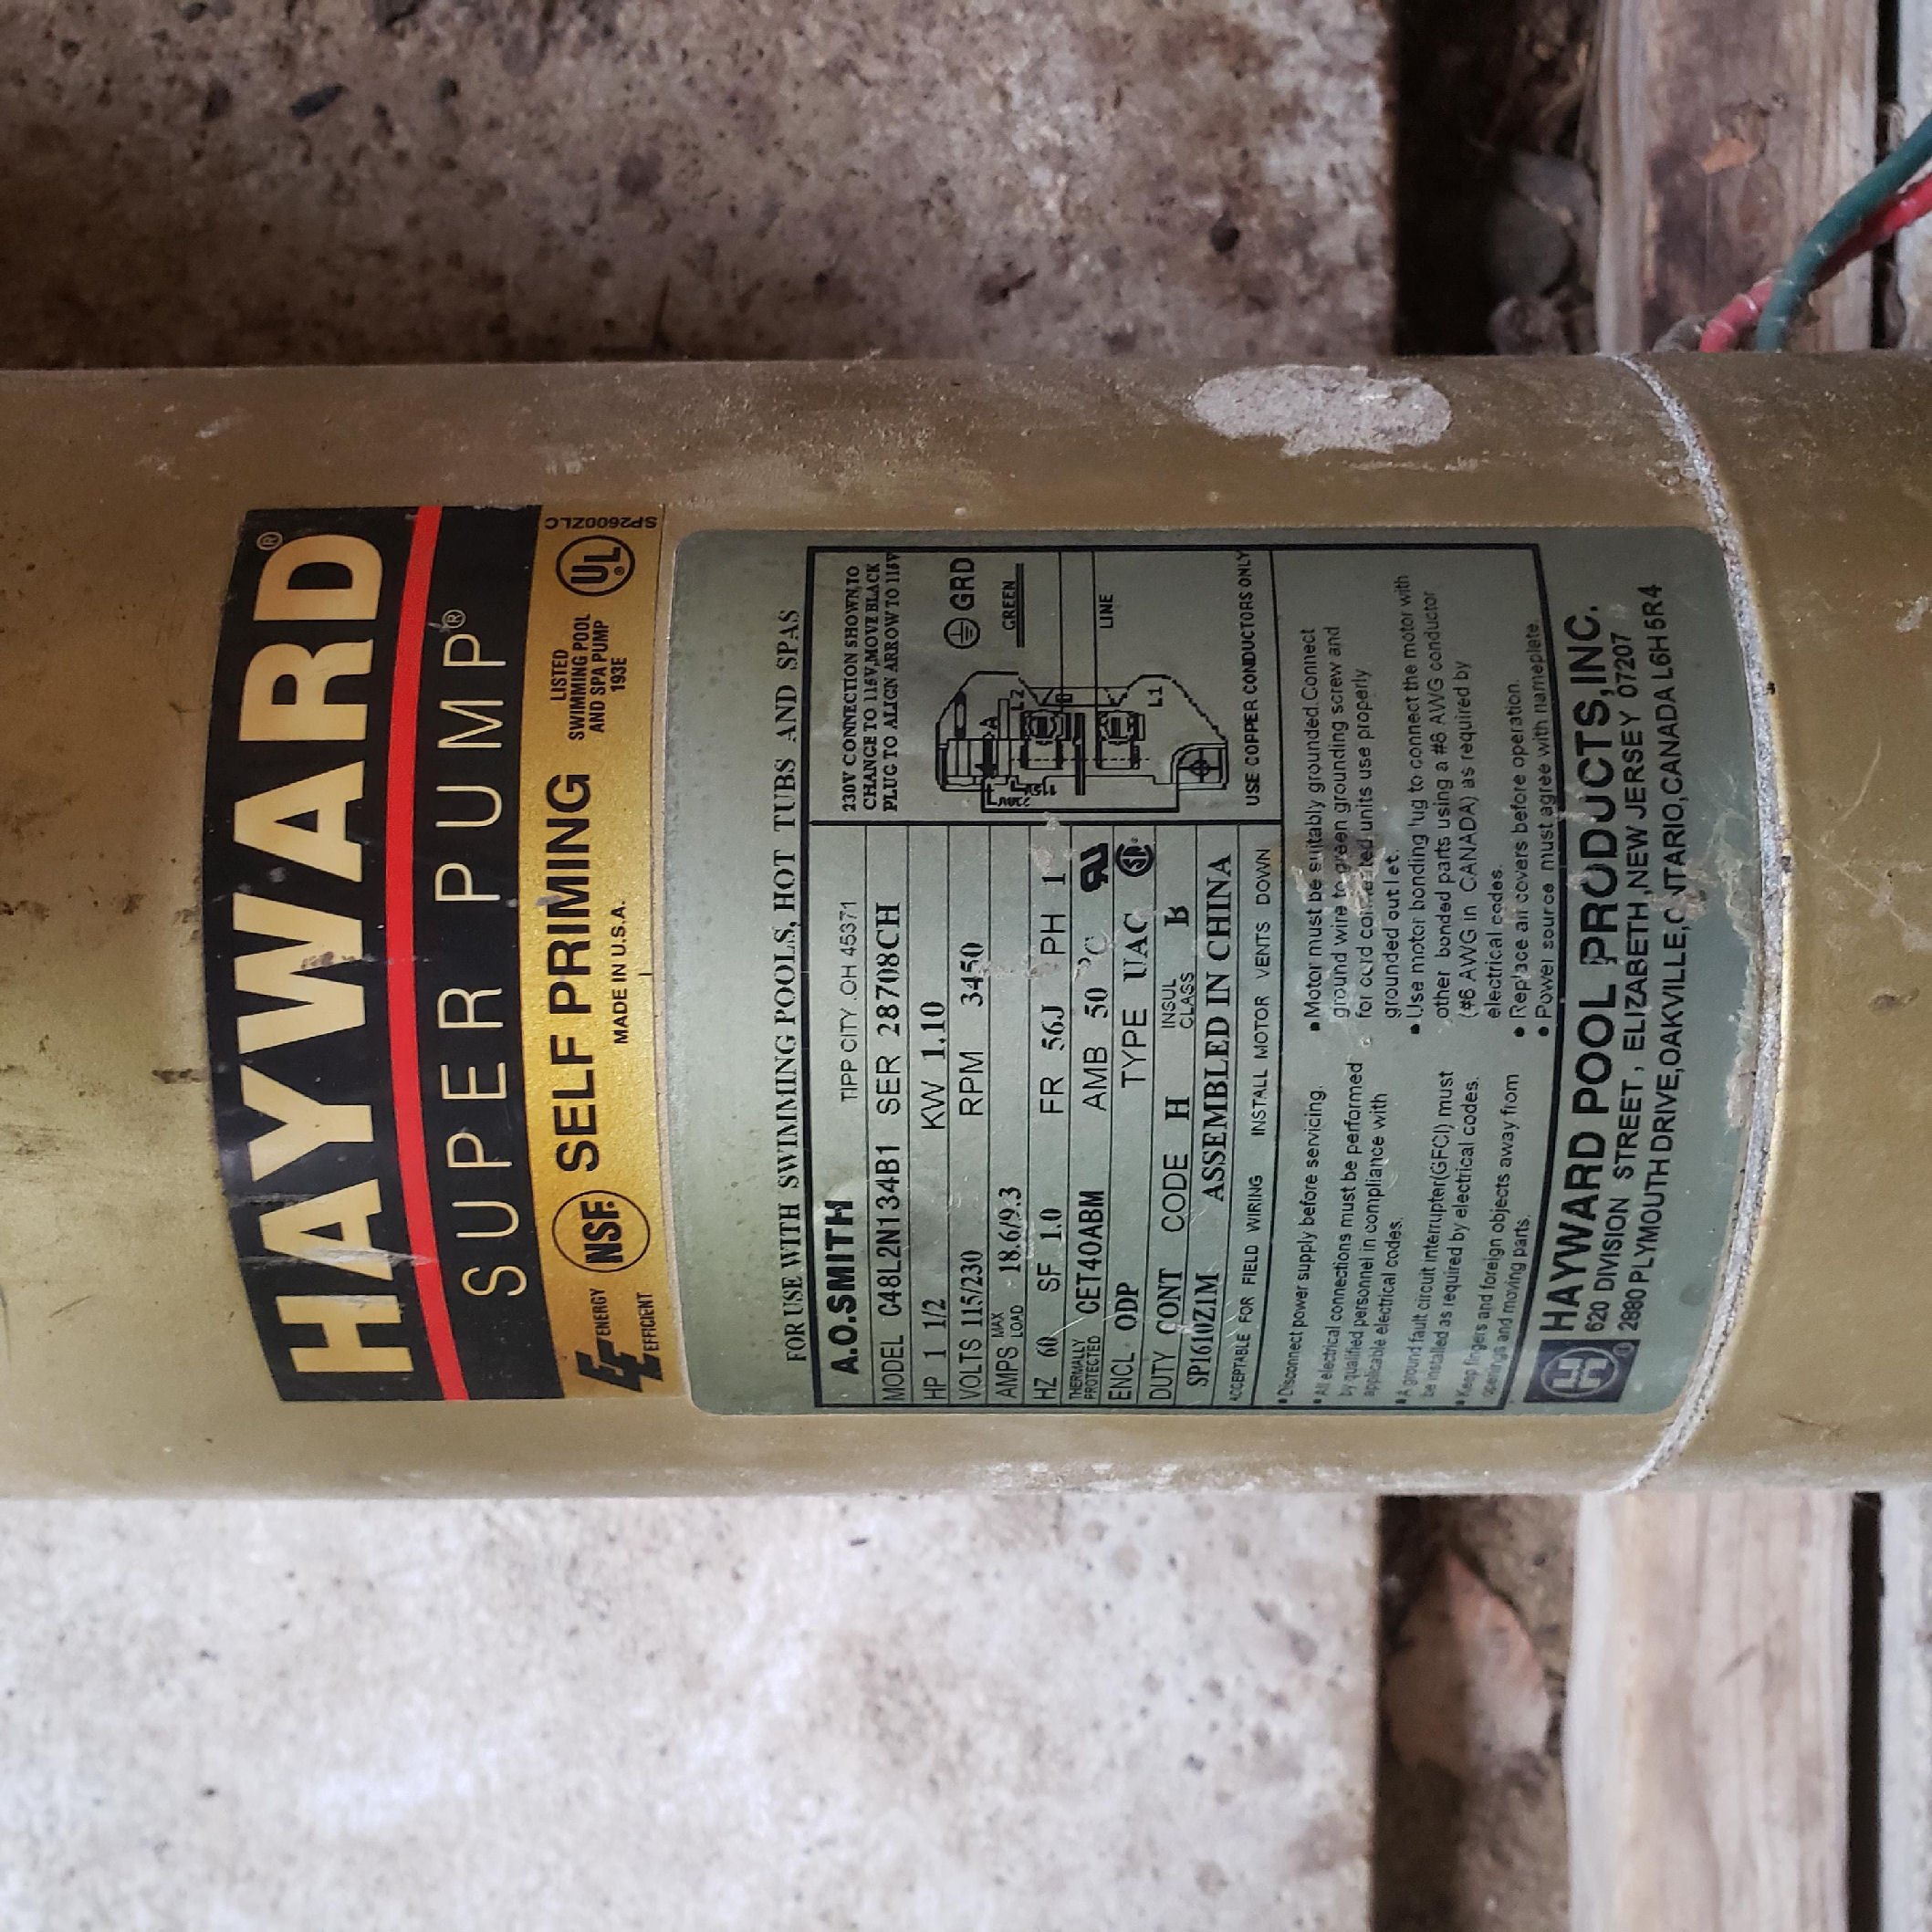 HAYWARD®
SUPER PUMP®
EF ENERGY EFFICIENT
NSF®
SELF PRIMING
MADE IN U.S.A.
LISTED
SWIMMING POOL
AND SPA PUMP
193E
UL®
SP2600ZLC
FOR USE WITH SWIMMING POOLS, HOT TUBS AND SPAS
A.O.SMITH TIPP CITY .OH 45371
MODEL C48L2N134B1 SER 28708CH
HP 1 1/2 KW 1.10
VOLTS 115/230 RPM 3450
AMPS MAX LOAD 18.6/9.3
HZ 60 SF 1.0 FR 56J PH 1
THERMALLY PROTECTED CET40ABM AMB 50 °C
ENCL ODP TYPE UAC
DUTY CONT CODE H INSUL CLASS B
SP1610Z1M ASSEMBLED IN CHINA
ACCEPTABLE FOR FIELD WIRING INSTALL MOTOR VENTS DOWN
230V CONNECTION SHOWN,TO
CHANGE TO 115V,MOVE BLACK
PLUG TO ALIGN ARROW TO 115V
GRD
GREEN
A
L2
LINE
L1
USE COPPER CONDUCTORS ONLY
• Disconnect power supply before servicing.
• All electrical connections must be performed
by qualified personnel in compliance with
applicable electrical codes.
• A ground fault circuit interrupter(GFCI) must
be installed as required by electrical codes.
• Keep fingers and foreign objects away from
openings and moving parts.
• Motor must be suitably grounded.Connect
ground wire to green grounding screw and
for cord connected units use properly
grounded outlet.
• Use motor bonding lug to connect the motor with
other bonded parts using a #8 AWG conductor
(#6 AWG in CANADA) as required by
electrical codes.
• Replace all covers before operation.
• Power source must agree with nameplate.
H® HAYWARD POOL PRODUCTS,INC.
620 DIVISION STREET, ELIZABETH,NEW JERSEY 07207
2880 PLYMOUTH DRIVE,OAKVILLE,ONTARIO,CANADA L6H 5R4